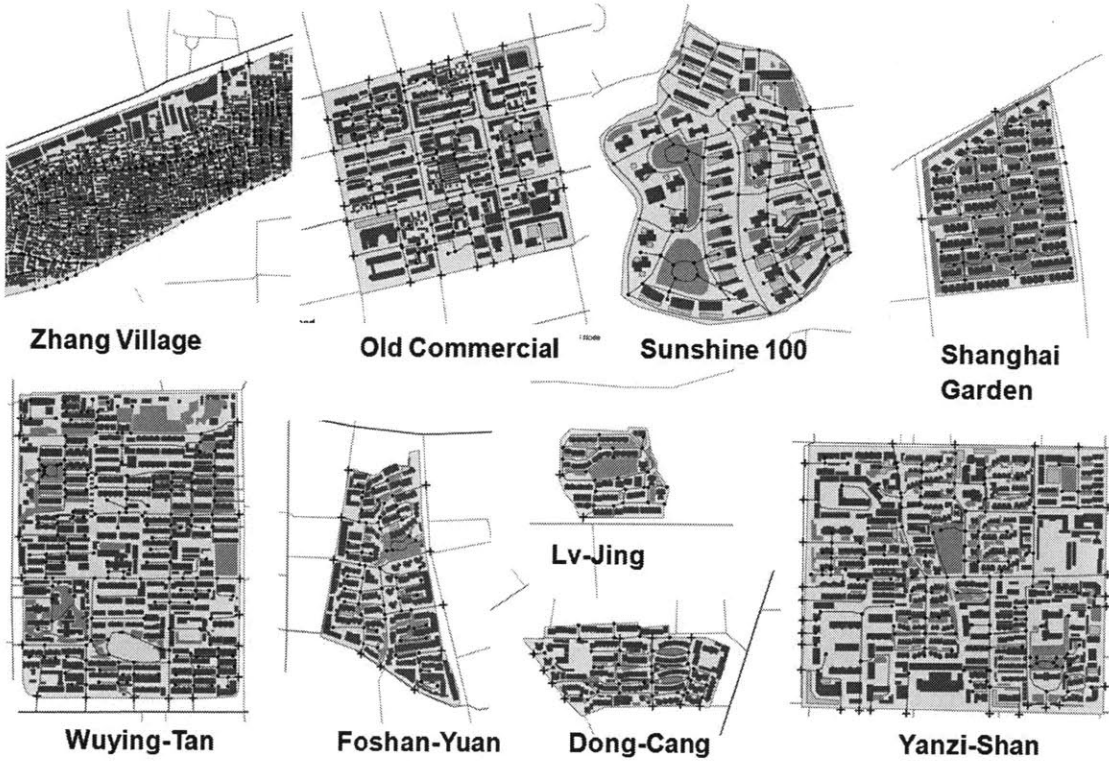 Zhang Village
Old Commercial
Sunshine 100
Shanghai
Garden
Wuying-Tan
Foshan-Yuan
Lv-Jing
Dong-Cang
Yanzi-Shan